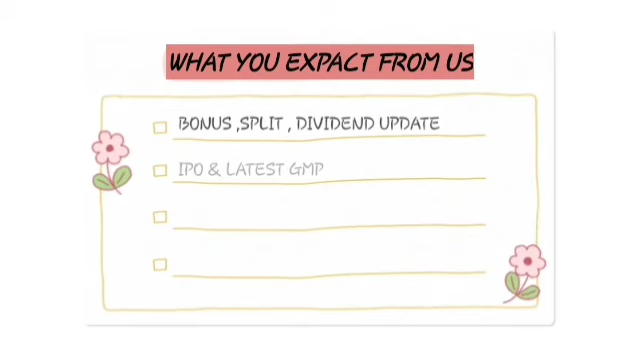 WHAT YOU EXPACT FROM US
BONUS ,SPLIT , DIVIDEND UPDATE
IPO & LATEST GMP